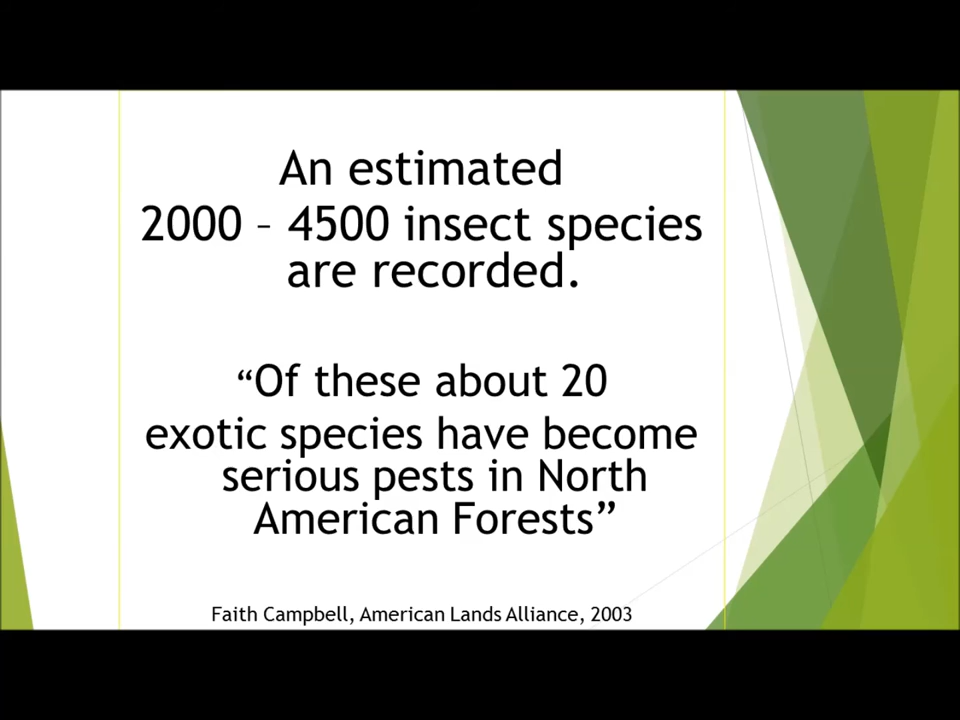 An estimated
2000 – 4500 insect species
are recorded.
“Of these about 20
exotic species have become
serious pests in North
American Forests”
Faith Campbell, American Lands Alliance, 2003